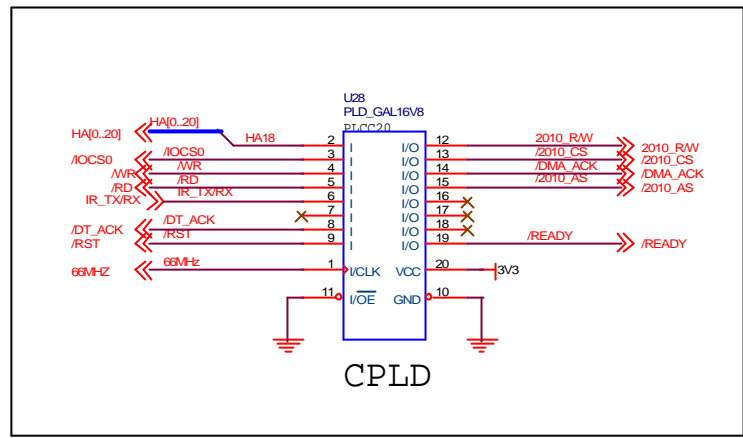 U28
PLD_GAL16V8
PLCC20
HA[0..20] HA[0..20] HA18 2 I I/O 12 2010_R/W 2010_R/W
/IOCS0 /IOCS0 3 I I/O 13 /2010_CS /2010_CS
/WR /WR 4 I I/O 14 /DMA_ACK /DMA_ACK
/RD /RD 5 I I/O 15 /2010_AS /2010_AS
IR_TX/RX IR_TX/RX 6 I I/O 16
7 I I/O 17
/DT_ACK /DT_ACK 8 I I/O 18
/RST /RST 9 I I/O 19 /READY /READY
66MHZ 66MHz 1 I/CLK VCC 20 3V3
11 I/OE GND 10
CPLD